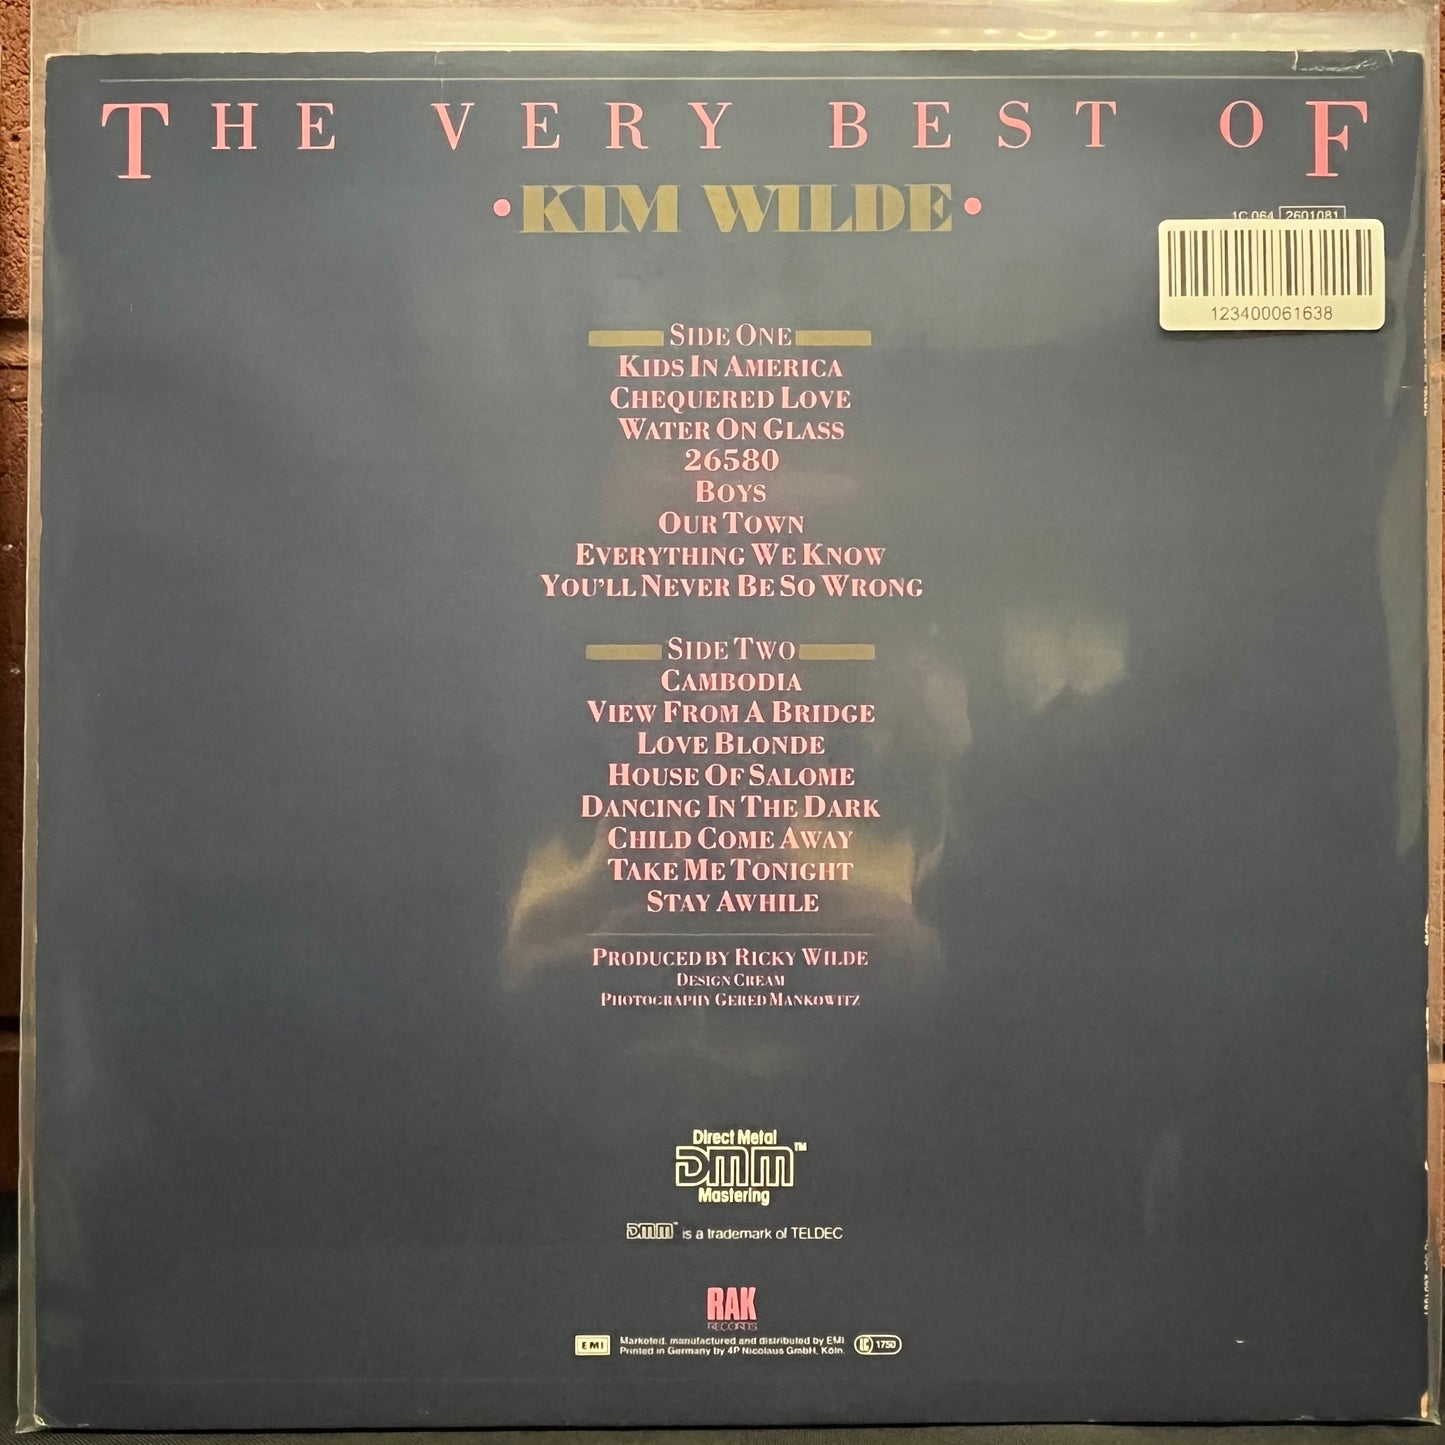 THE VERY BEST OF
• KIM WILDE •
1C 064 2601081
123400061638
SIDE ONE
KIDS IN AMERICA
CHEQUERED LOVE
WATER ON GLASS
26580
BOYS
OUR TOWN
EVERYTHING WE KNOW
YOU'LL NEVER BE SO WRONG
SIDE TWO
CAMBODIA
VIEW FROM A BRIDGE
LOVE BLONDE
HOUSE OF SALOME
DANCING IN THE DARK
CHILD COME AWAY
TAKE ME TONIGHT
STAY AWHILE
PRODUCED BY RICKY WILDE
DESIGN CREAM
PHOTOGRAPHY GERED MANKOWITZ
Direct Metal
DMM™
Mastering
DMM™ is a trademark of TELDEC
RAK
RECORDS
EMI Marketed, manufactured and distributed by EMI
Printed in Germany by 4P Nicolaus GmbH, Köln.
LC 1750